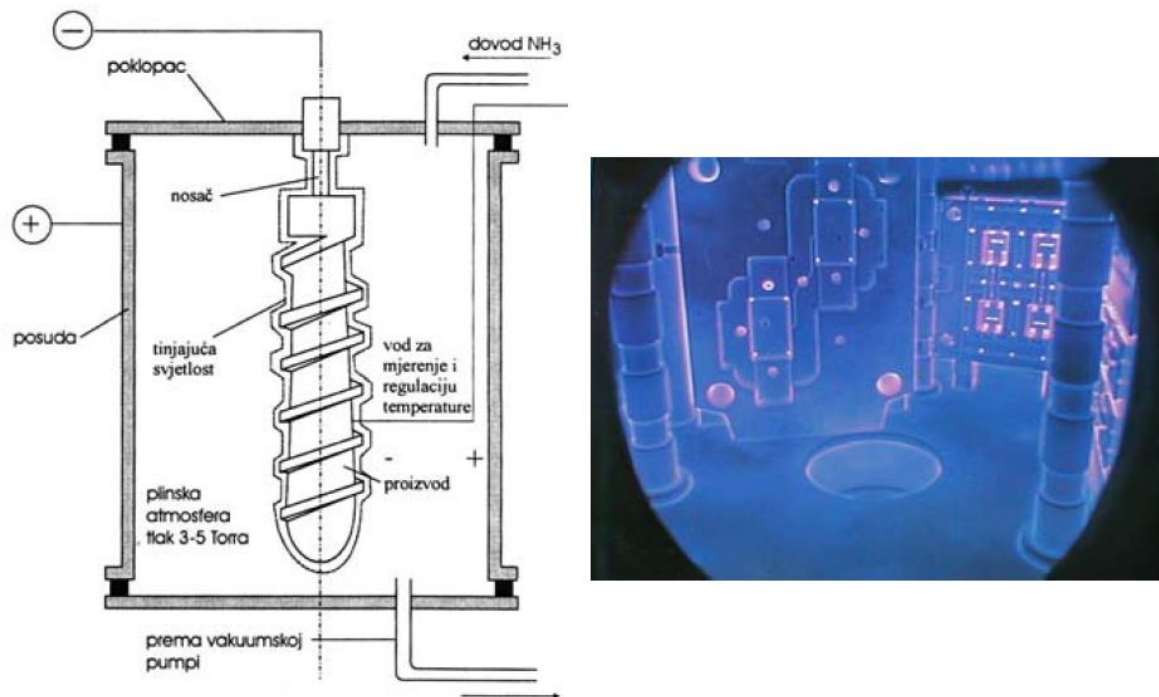 −
dovod NH₃
poklopac
nosač
+
posuda
tinjajuća
svjetlost
vod za
mjerenje i
regulaciju
temperature
- +
proizvod
plinska
atmosfera
tlak 3-5 Torra
prema vakuumskoj
pumpi